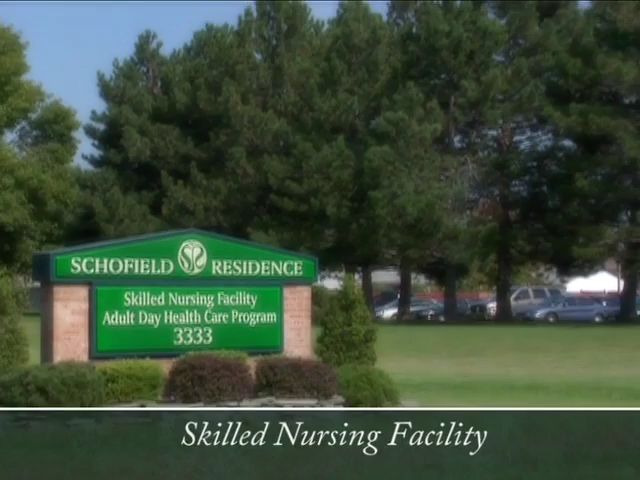 SCHOFIELD RESIDENCE
Skilled Nursing Facility
Adult Day Health Care Program
3333
Skilled Nursing Facility